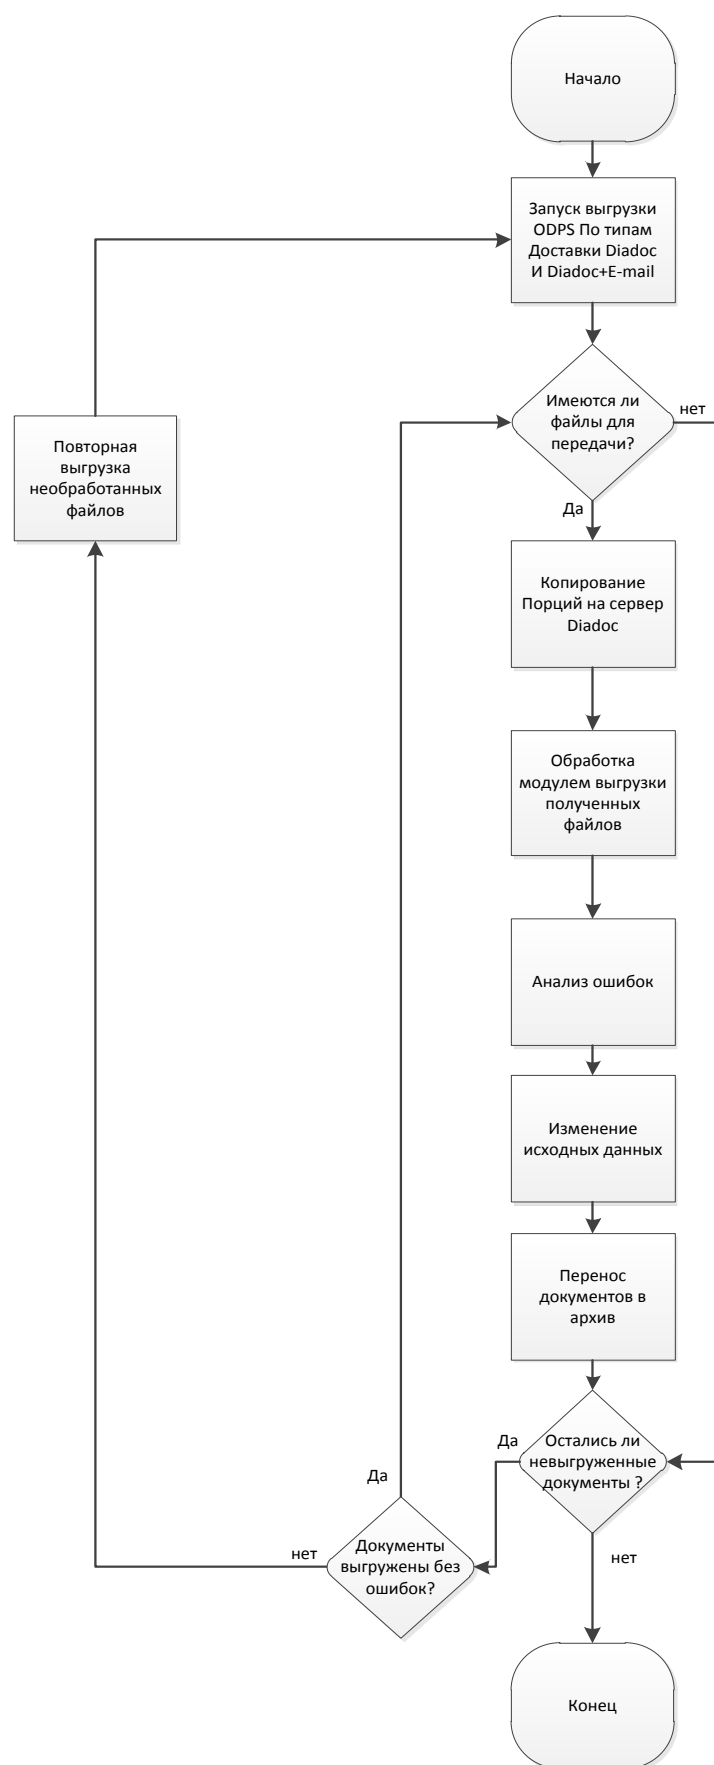 Начало
Запуск выгрузки
ODPS По типам
Доставки Diadoc
И Diadoc+E-mail
Имеются ли
файлы для
передачи?
нет
Да
Повторная
выгрузка
необработанных
файлов
Копирование
Порций на сервер
Diadoc
Обработка
модулем выгрузки
полученных
файлов
Анализ ошибок
Изменение
исходных данных
Перенос
документов в
архив
Остались ли
невыгруженные
документы ?
Да
нет
Да
Документы
выгружены без
ошибок?
нет
Конец